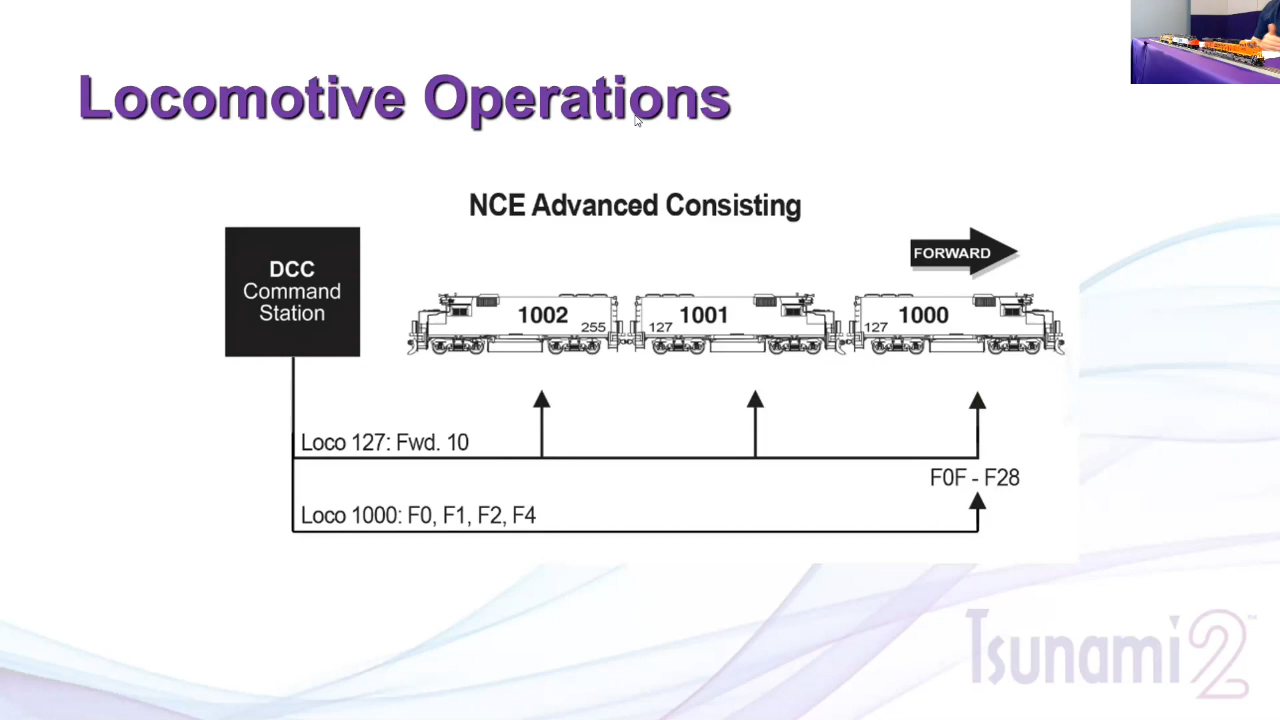 Locomotive Operations
NCE Advanced Consisting
DCC
Command
Station
FORWARD
1002
255
1001
127
1000
127
Loco 127: Fwd. 10
F0F - F28
Loco 1000: F0, F1, F2, F4
Tsunami2™